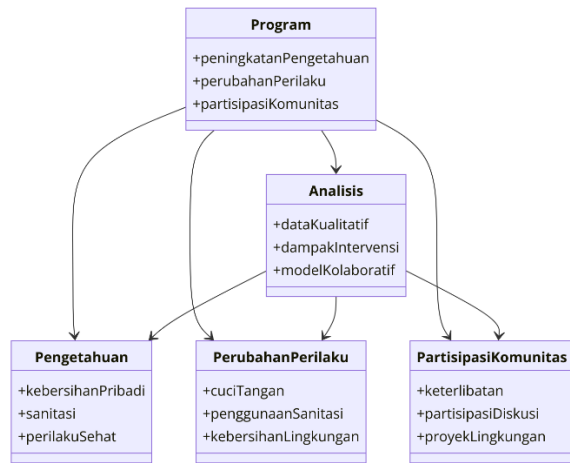 Program
+peningkatanPengetahuan
+perubahanPerilaku
+partisipasiKomunitas
Analisis
+dataKualitatif
+dampakIntervensi
+modelKolaboratif
Pengetahuan
+kebersihanPribadi
+sanitasi
+perilakuSehat
PerubahanPerilaku
+cuciTangan
+penggunaanSanitasi
+kebersihanLingkungan
PartisipasiKomunitas
+keterlibatan
+partisipasiDiskusi
+proyekLingkungan